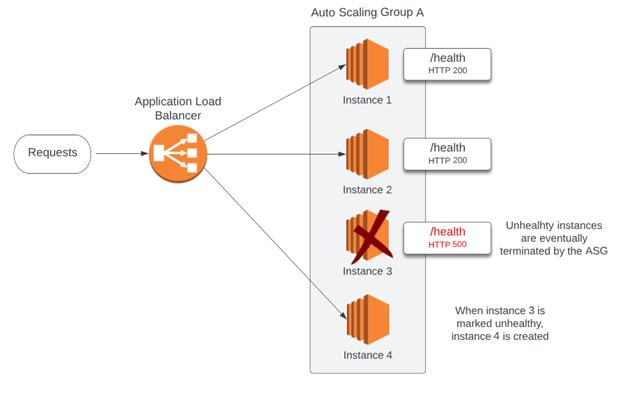 Auto Scaling Group A
/health
HTTP 200
Instance 1
Application Load
Balancer
Requests
/health
HTTP 200
Instance 2
/health
HTTP 500
Instance 3
Unhealhty instances
are eventually
terminated by the ASG
When instance 3 is
marked unhealthy,
instance 4 is created
Instance 4